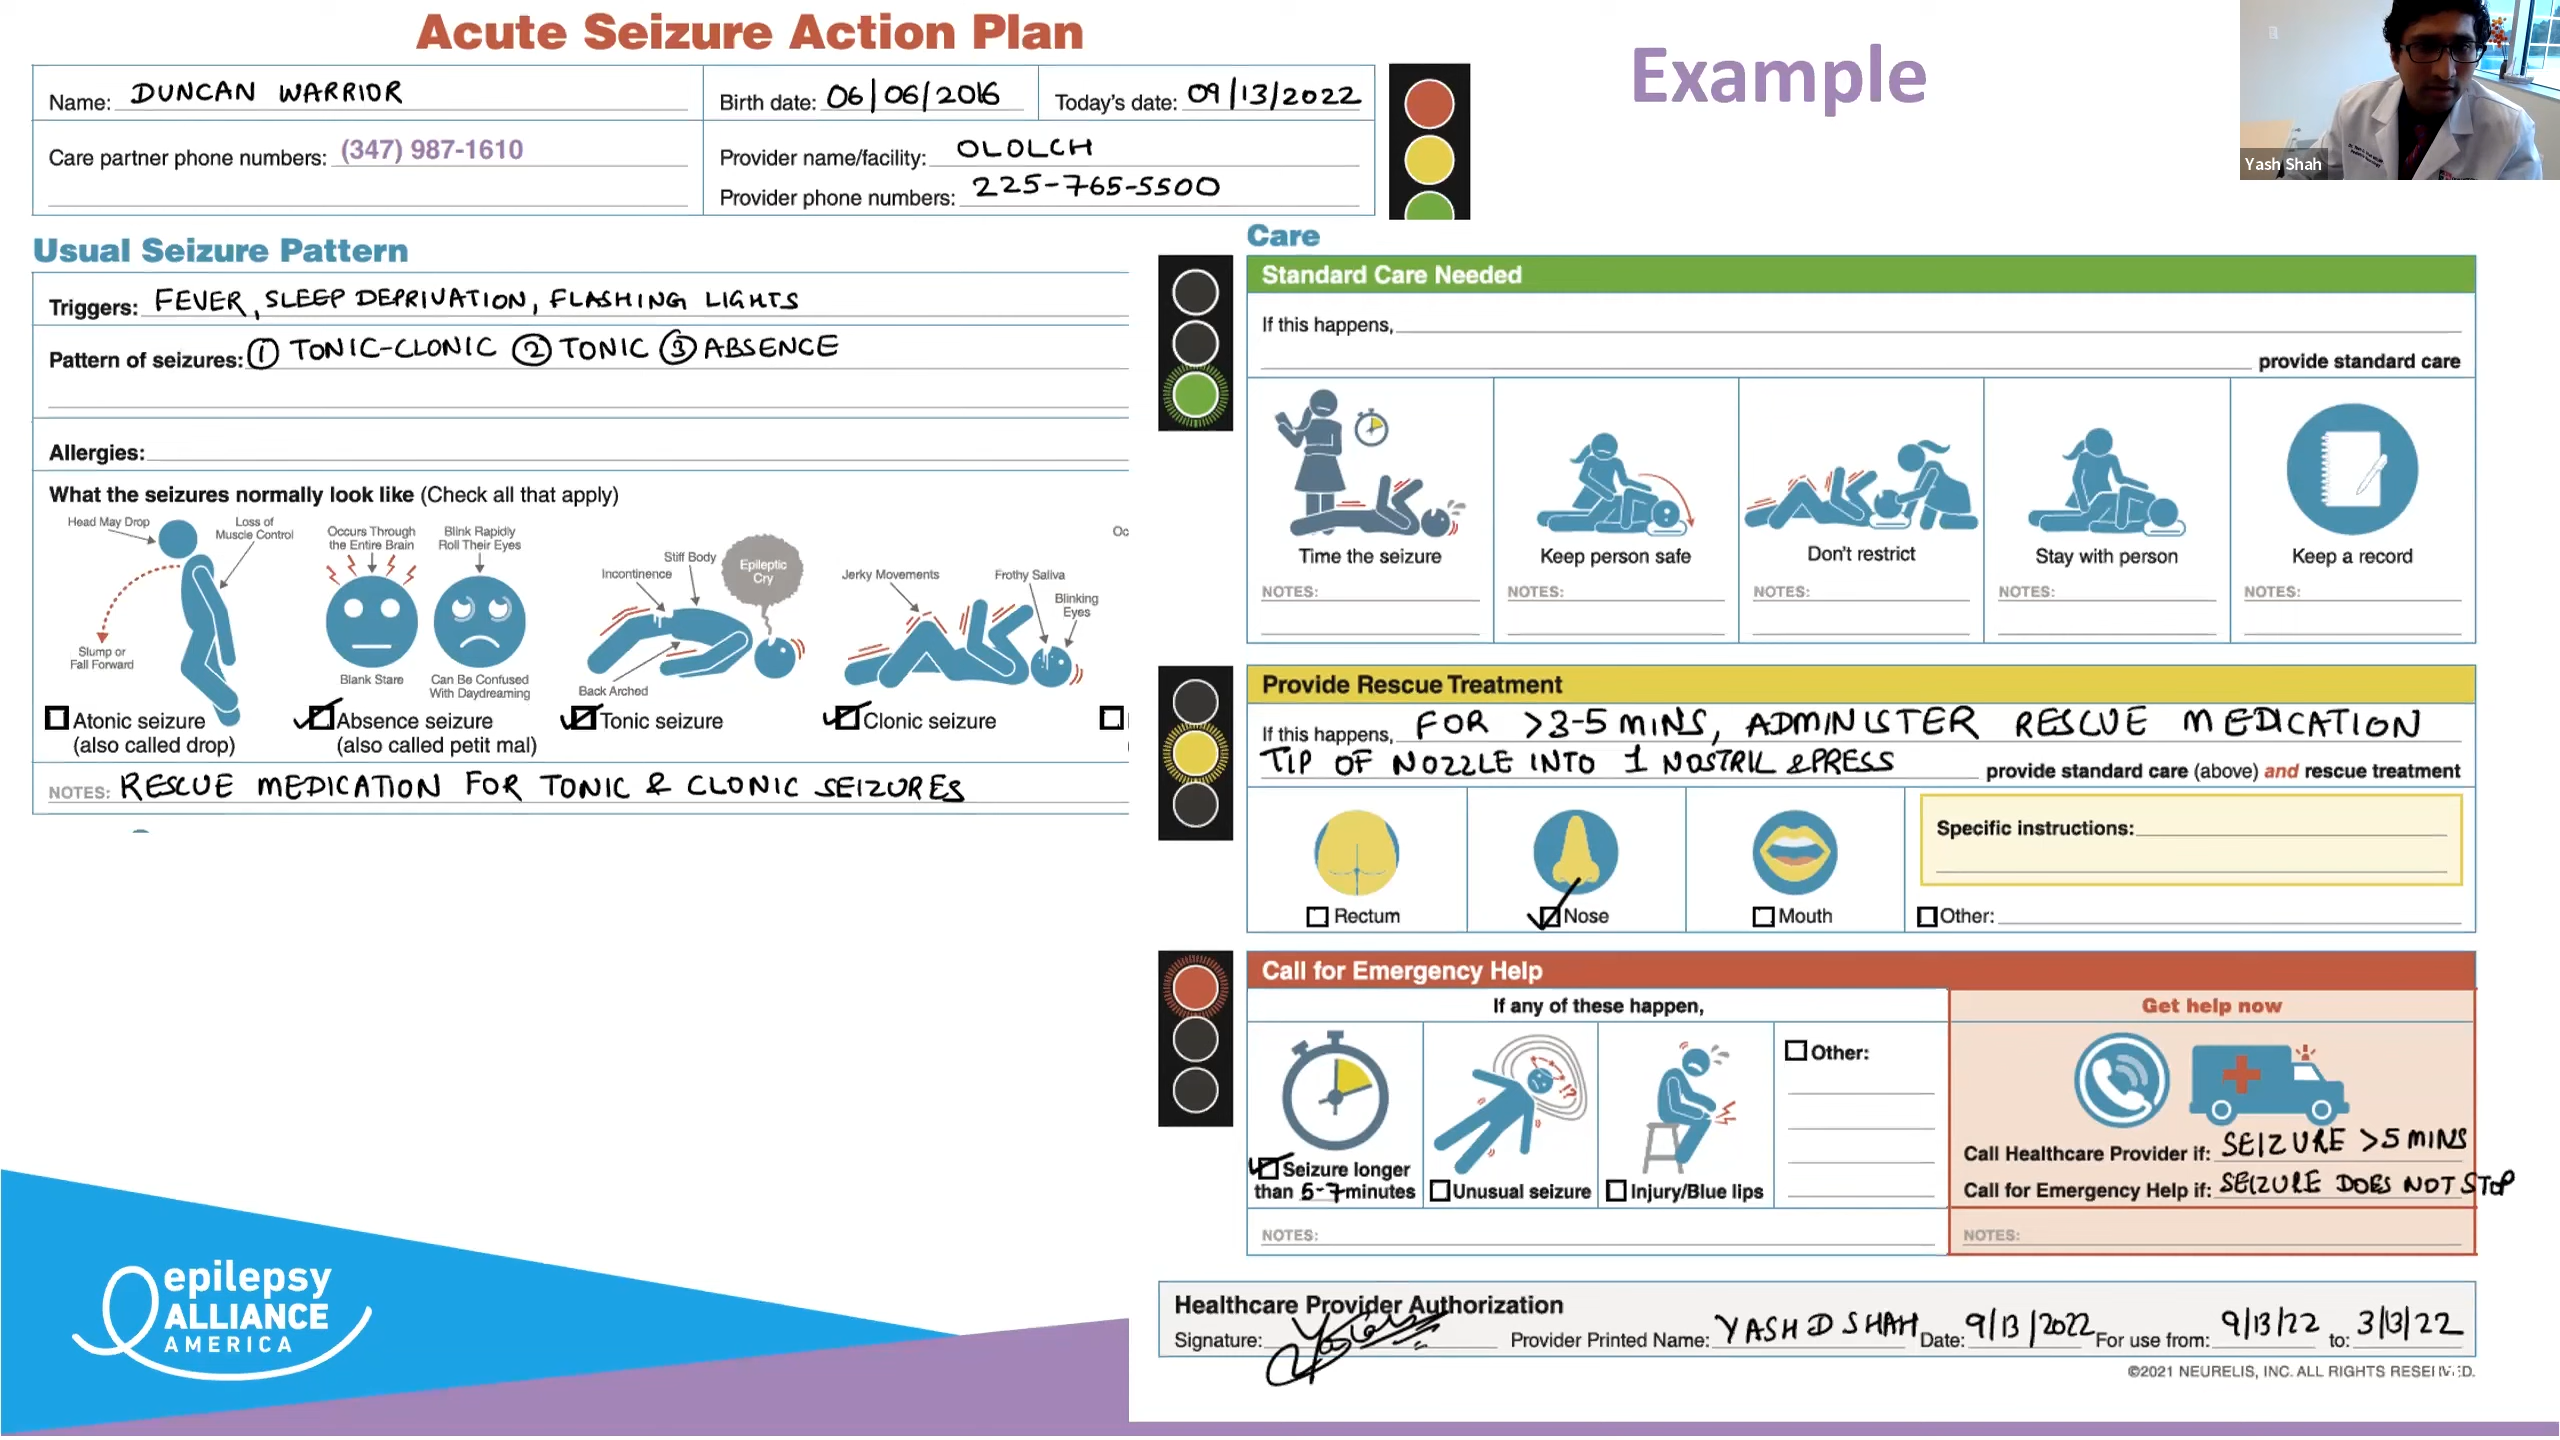 Acute Seizure Action Plan
Example
Yash Shah
Name: DUNCAN WARRIOR
Birth date: 06/06/2016
Today's date: 09/13/2022
Care partner phone numbers: (347) 987-1610
Provider name/facility: OLOLCH
Provider phone numbers: 225-765-5500
Usual Seizure Pattern
Triggers: FEVER, SLEEP DEPRIVATION, FLASHING LIGHTS
Pattern of seizures: ① TONIC-CLONIC ② TONIC ③ ABSENCE
Allergies:
What the seizures normally look like (Check all that apply)
Head May Drop
Loss of
Muscle Control
Slump or
Fall Forward
Occurs Through
the Entire Brain
Blink Rapidly
Roll Their Eyes
Blank Stare
Can Be Confused
With Daydreaming
Incontinence
Stiff Body
Epileptic
Cry
Back Arched
Jerky Movements
Frothy Saliva
Blinking
Eyes
Oc
Atonic seizure
(also called drop)
Absence seizure
(also called petit mal)
Tonic seizure
Clonic seizure
NOTES: RESCUE MEDICATION FOR TONIC & CLONIC SEIZURES
Care
Standard Care Needed
If this happens,
provide standard care
Time the seizure
Keep person safe
Don't restrict
Stay with person
Keep a record
NOTES:
NOTES:
NOTES:
NOTES:
NOTES:
Provide Rescue Treatment
If this happens, FOR >3-5 MINS, ADMINISTER RESCUE MEDICATION
TIP OF NOZZLE INTO 1 NOSTRIL & PRESS provide standard care (above) and rescue treatment
Specific instructions:
Rectum
Nose
Mouth
Other:
Call for Emergency Help
If any of these happen,
Get help now
Other:
Seizure longer
than 5-7 minutes
Unusual seizure
Injury/Blue lips
Call Healthcare Provider if: SEIZURE >5 MINS
Call for Emergency Help if: SEIZURE DOES NOT STOP
NOTES:
NOTES:
Healthcare Provider Authorization
Signature:
Provider Printed Name: YASH D SHAH
Date: 9/13/2022
For use from: 9/13/22 to: 3/13/22
©2021 NEURELIS, INC. ALL RIGHTS
epilepsy
ALLIANCE
AMERICA